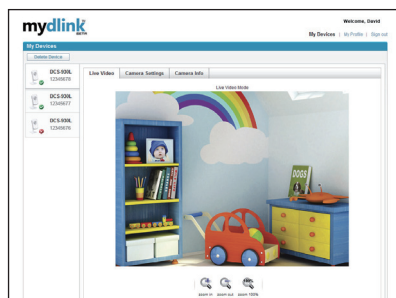 mydlink
BETA
Welcome, David
My Devices | My Profile | Sign out
My Devices
Delete Device
DCS-930L
12345678
DCS-930L
12345677
DCS-930L
12345676
Live Video
Camera Settings
Camera Info
Live Video Mode
DOGS
zoom in
zoom out
zoom 100%